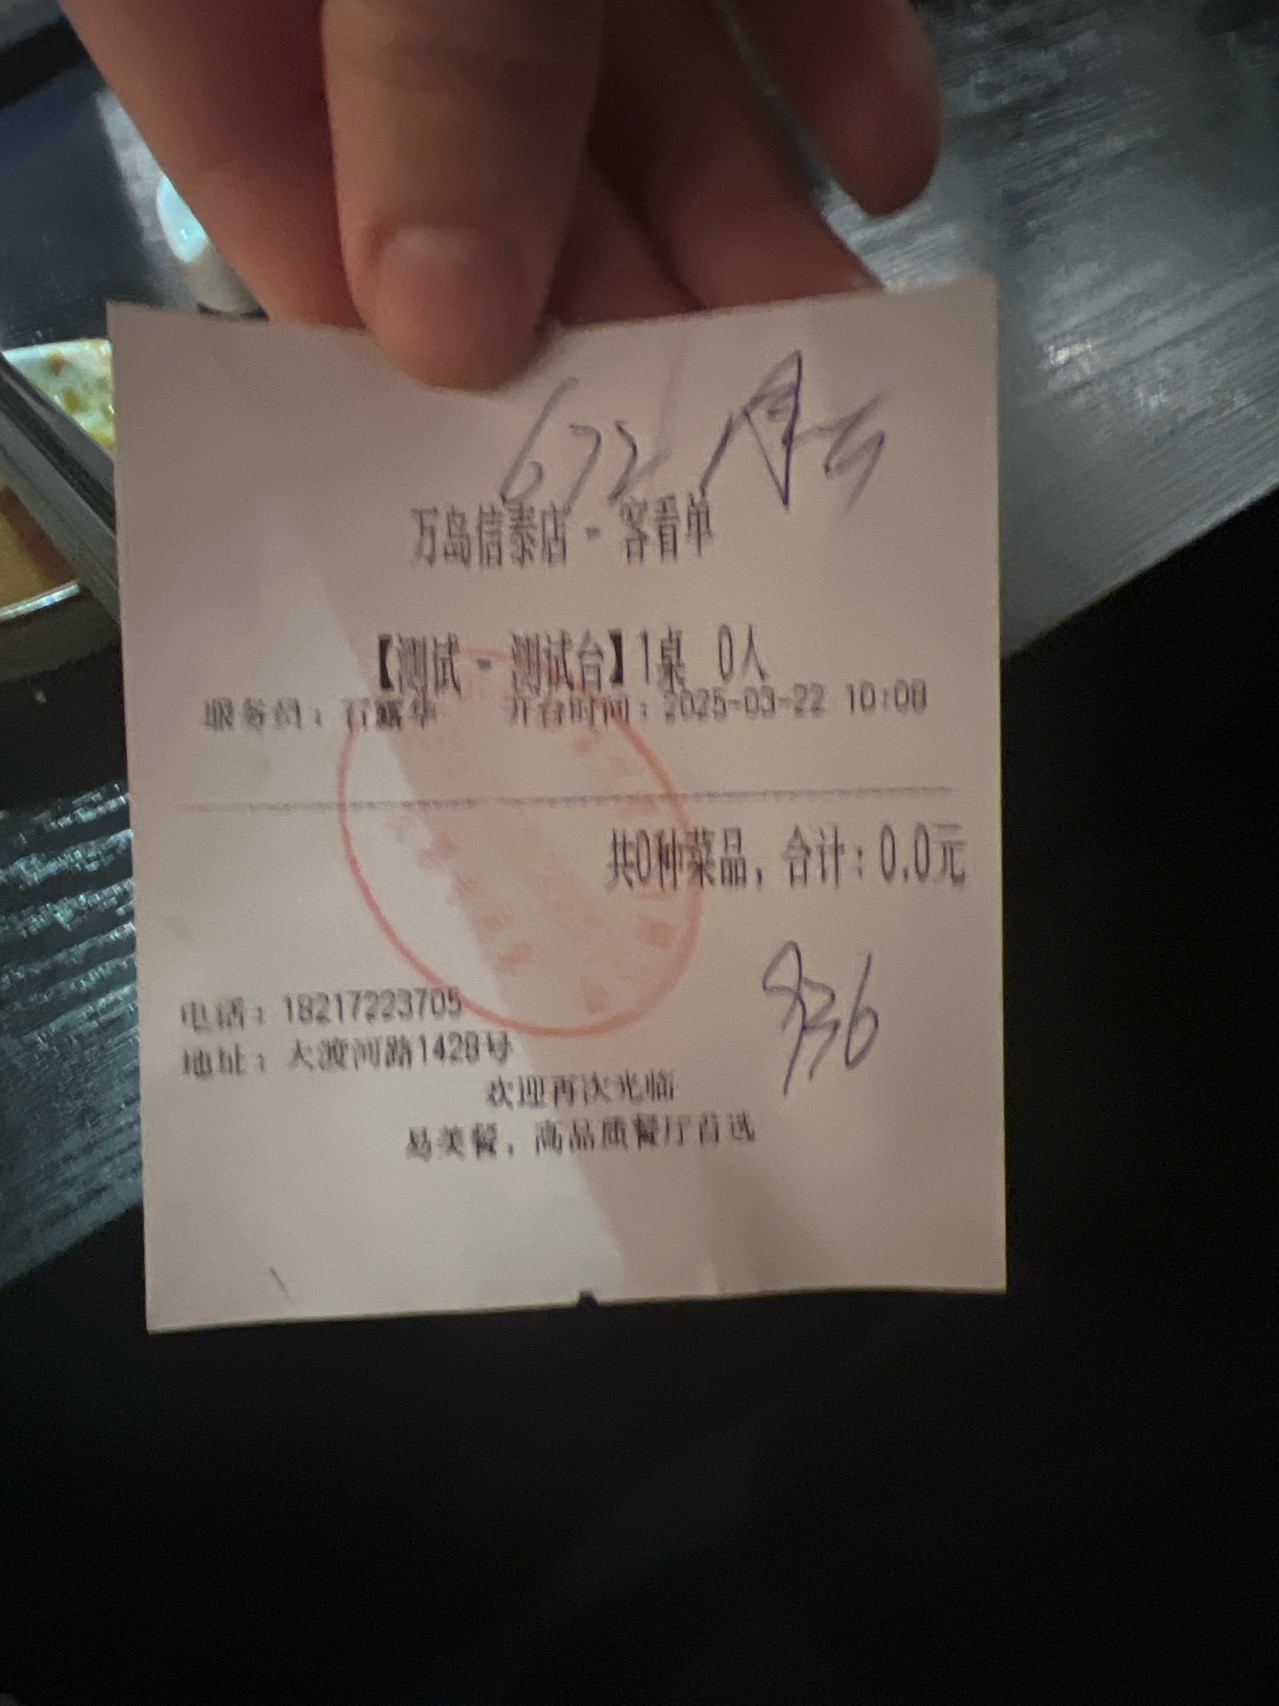 672
万岛信泰店 - 客看单
【测试 - 测试台】1桌 0人
服务员：石露华 开台时间：2025-03-22 10:08
共0种菜品，合计：0.0元
936
电话：18217223705
地址：大渡河路1428号
欢迎再次光临
易美餐，高品质餐厅首选